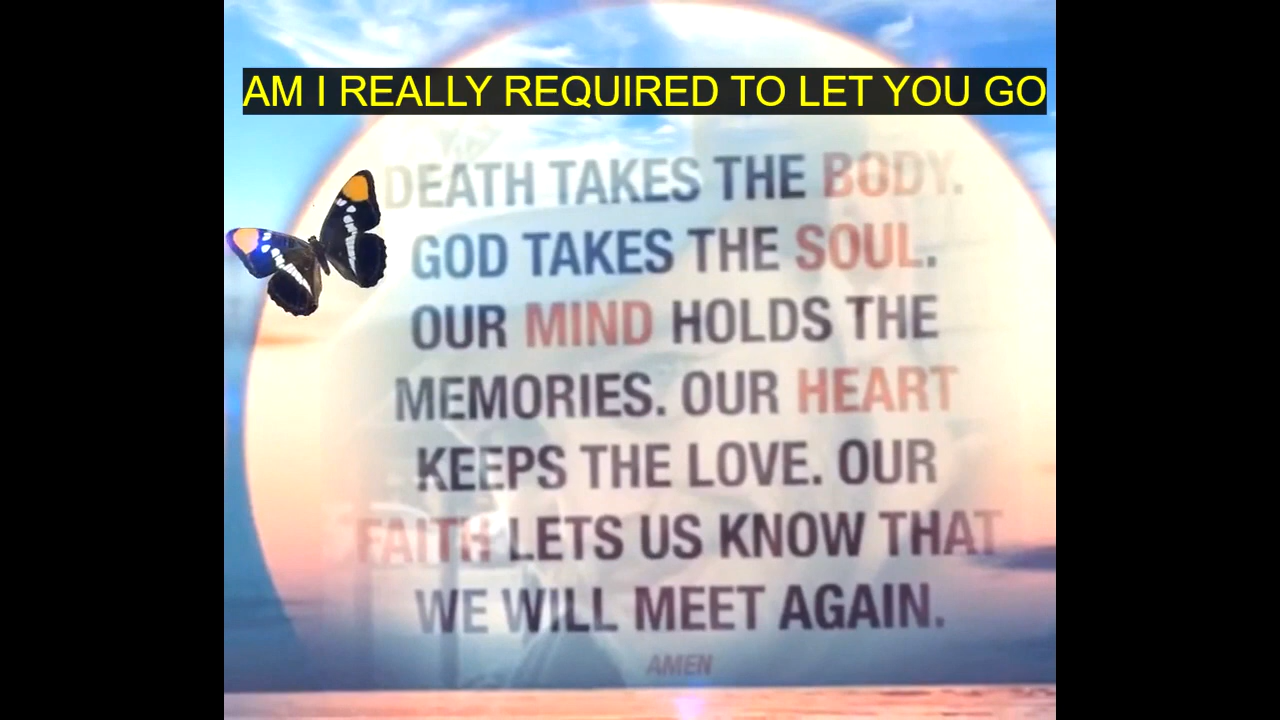 AM I REALLY REQUIRED TO LET YOU GO
DEATH TAKES THE BODY.
GOD TAKES THE SOUL.
OUR MIND HOLDS THE
MEMORIES. OUR HEART
KEEPS THE LOVE. OUR
FAITH LETS US KNOW THAT
WE WILL MEET AGAIN.
AMEN